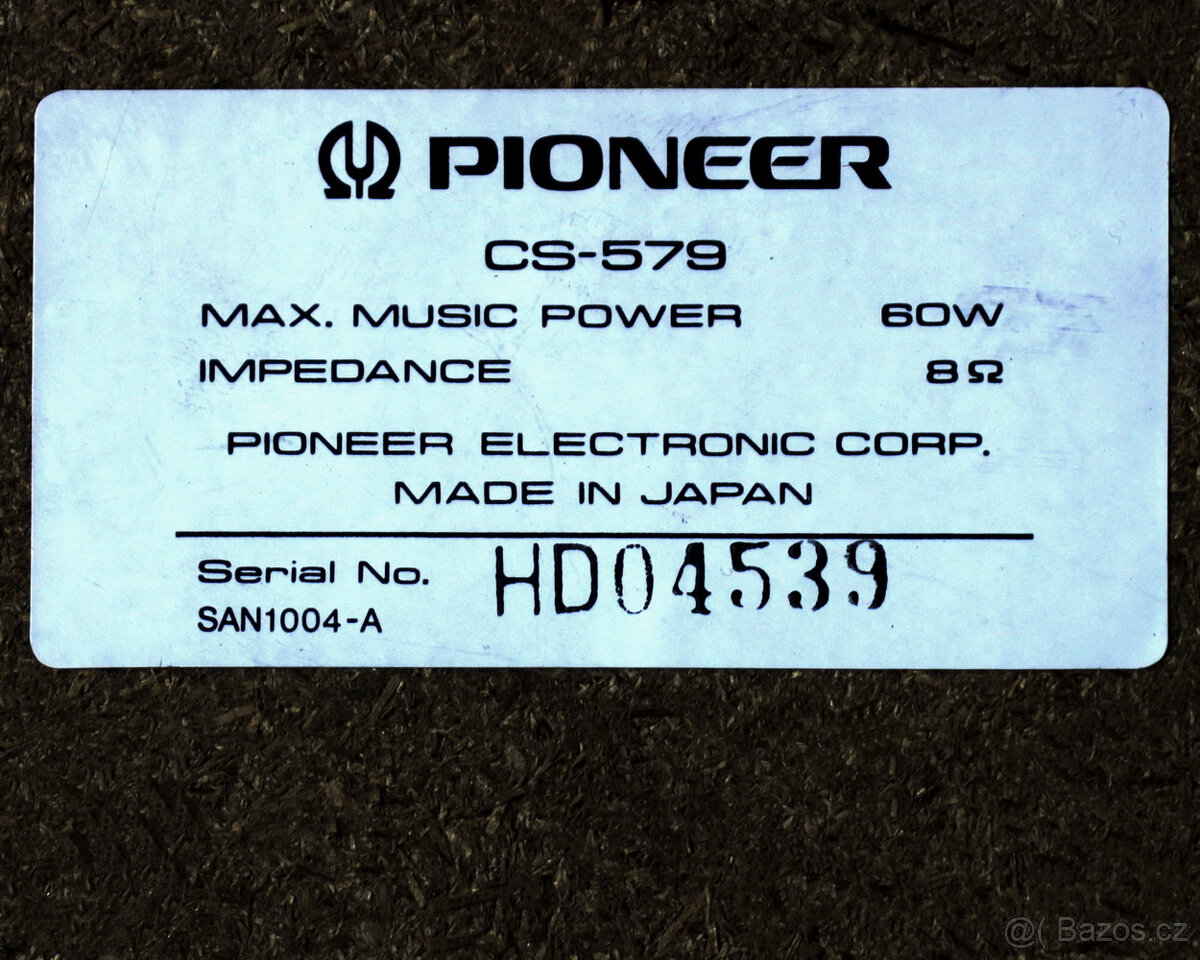 PIONEER
CS-579
MAX. MUSIC POWER 60W
IMPEDANCE 8Ω
PIONEER ELECTRONIC CORP.
MADE IN JAPAN
Serial No. HD04539
SAN1004-A
@( Bazos.cz